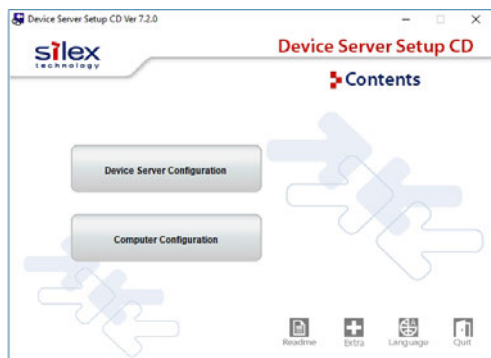 Device Server Setup CD Ver 7.2.0
silex
technology
Device Server Setup CD
Contents
Device Server Configuration
Computer Configuration
Readme Extra Language Quit